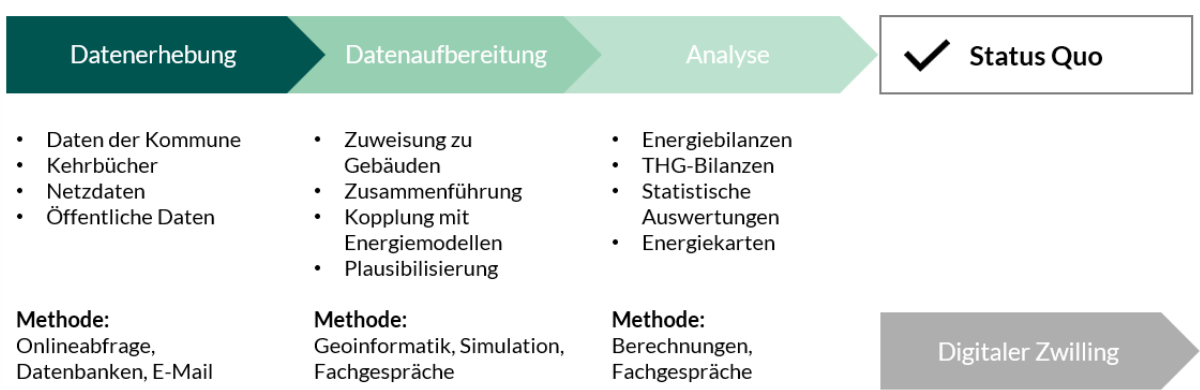 Datenerhebung
Datenaufbereitung
Analyse
Status Quo
• Daten der Kommune
• Kehrbücher
• Netzdaten
• Öffentliche Daten
• Zuweisung zu
Gebäuden
• Zusammenführung
• Kopplung mit
Energiemodellen
• Plausibilisierung
• Energiebilanzen
• THG-Bilanzen
• Statistische
Auswertungen
• Energiekarten
Methode:
Onlineabfrage,
Datenbanken, E-Mail
Methode:
Geoinformatik, Simulation,
Fachgespräche
Methode:
Berechnungen,
Fachgespräche
Digitaler Zwilling